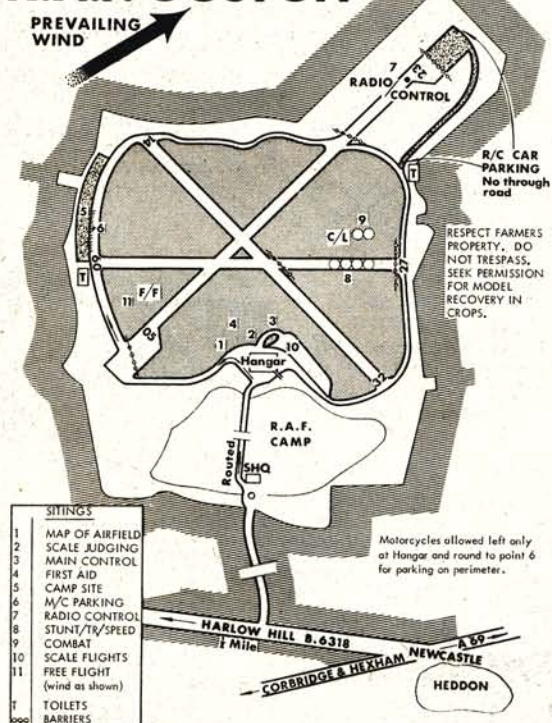 PREVAILING
WIND
7
RADIO
CONTROL
23
R/C CAR
PARKING
No through
road
T
14
5
6
T
09
9
C/L
8
27
RESPECT FARMERS
PROPERTY. DO
NOT TRESPASS,
SEEK PERMISSION
FOR MODEL
RECOVERY IN
CROPS.
11
F/F
05
4
3
2
1
10
Hangar
32
R.A.F.
CAMP
Routed
SHQ
SITINGS
1 MAP OF AIRFIELD
2 SCALE JUDGING
3 MAIN CONTROL
4 FIRST AID
5 CAMP SITE
6 M/C PARKING
7 RADIO CONTROL
8 STUNT/TR/SPEED
9 COMBAT
10 SCALE FLIGHTS
11 FREE FLIGHT
(wind as shown)
T TOILETS
BARRIERS
Motorcycles allowed left only
at Hangar and round to point 6
for parking on perimeter.
HARLOW HILL B.6318
Mile
NEWCASTLE
A 69
CORBRIDGE & HEXHAM
HEDDON